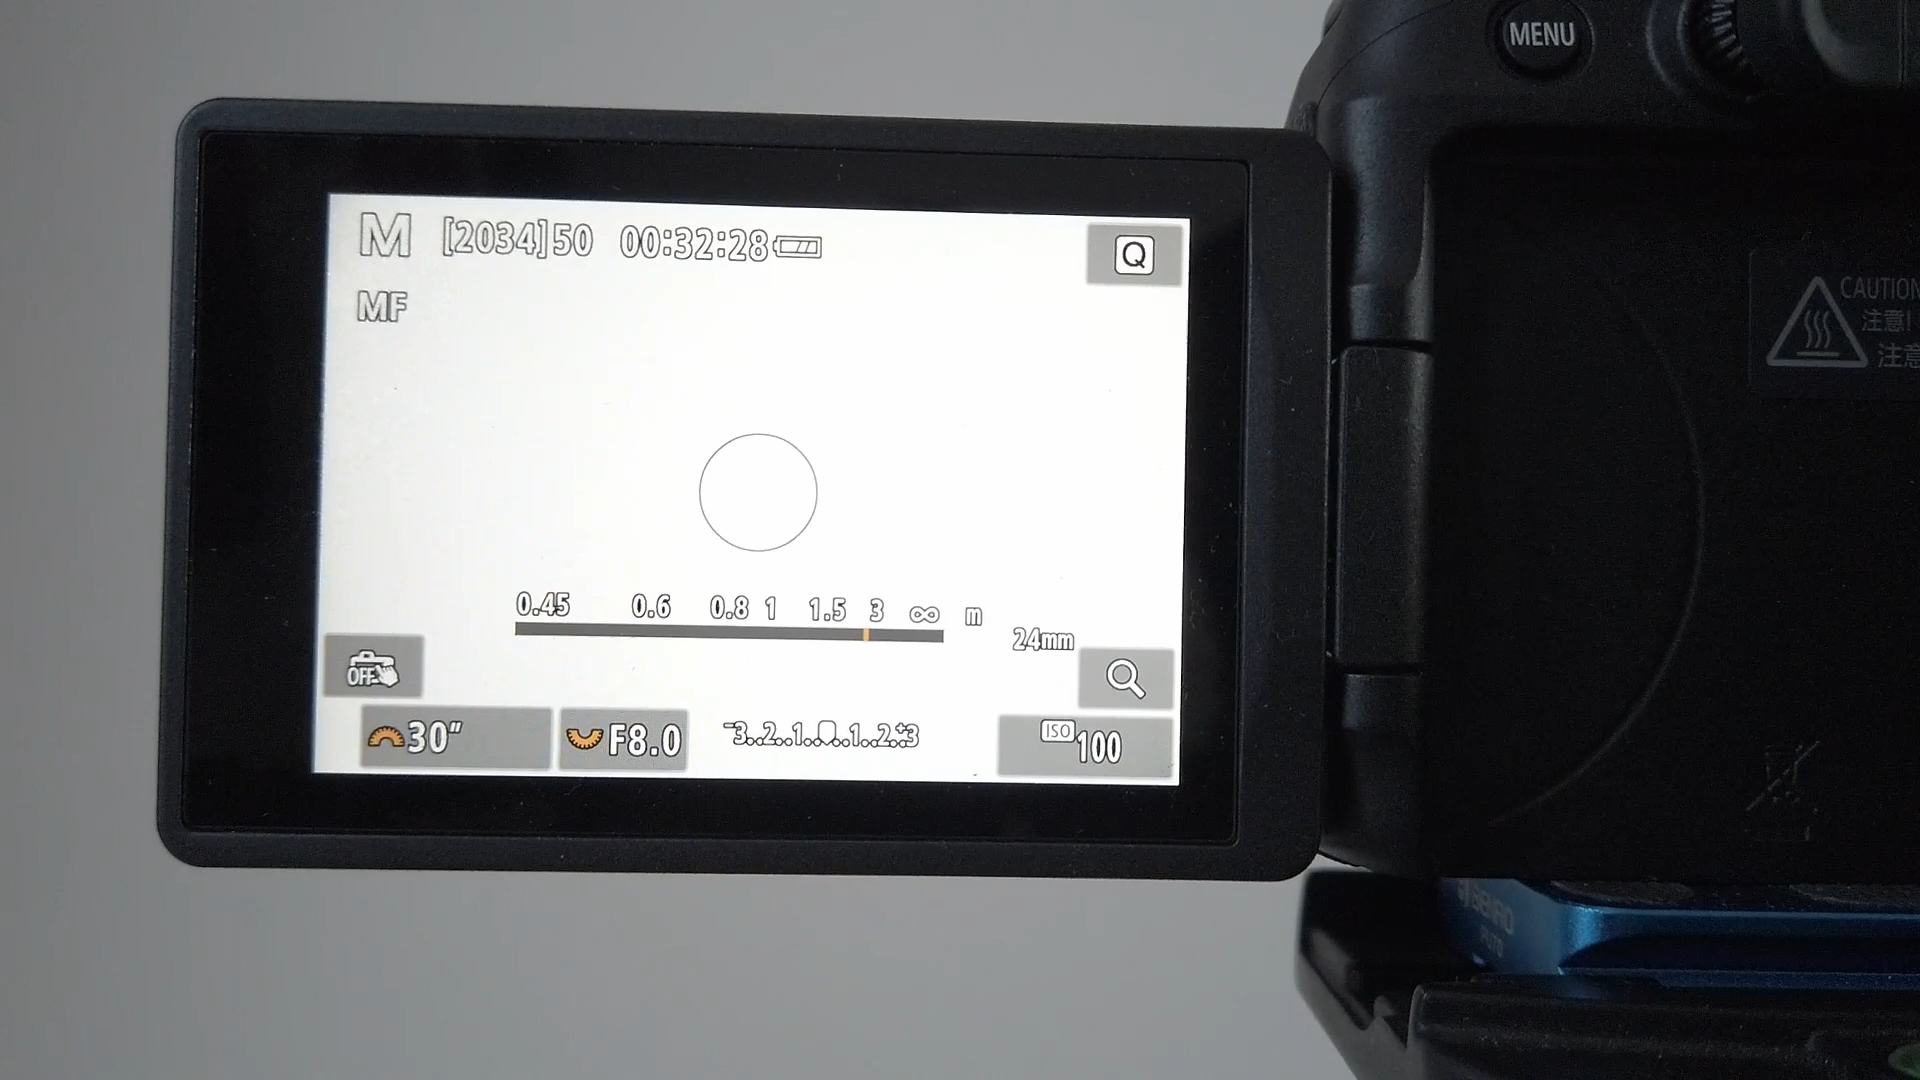 MENU
M [2034]50 00:32:28
Q
MF
CAUTION
注意!
注意
0.45 0.6 0.8 1 1.5 3 ∞ m
24mm
OFF
30" F8.0 -3..2..1..0..1..2..+3 ISO 100
BENRO